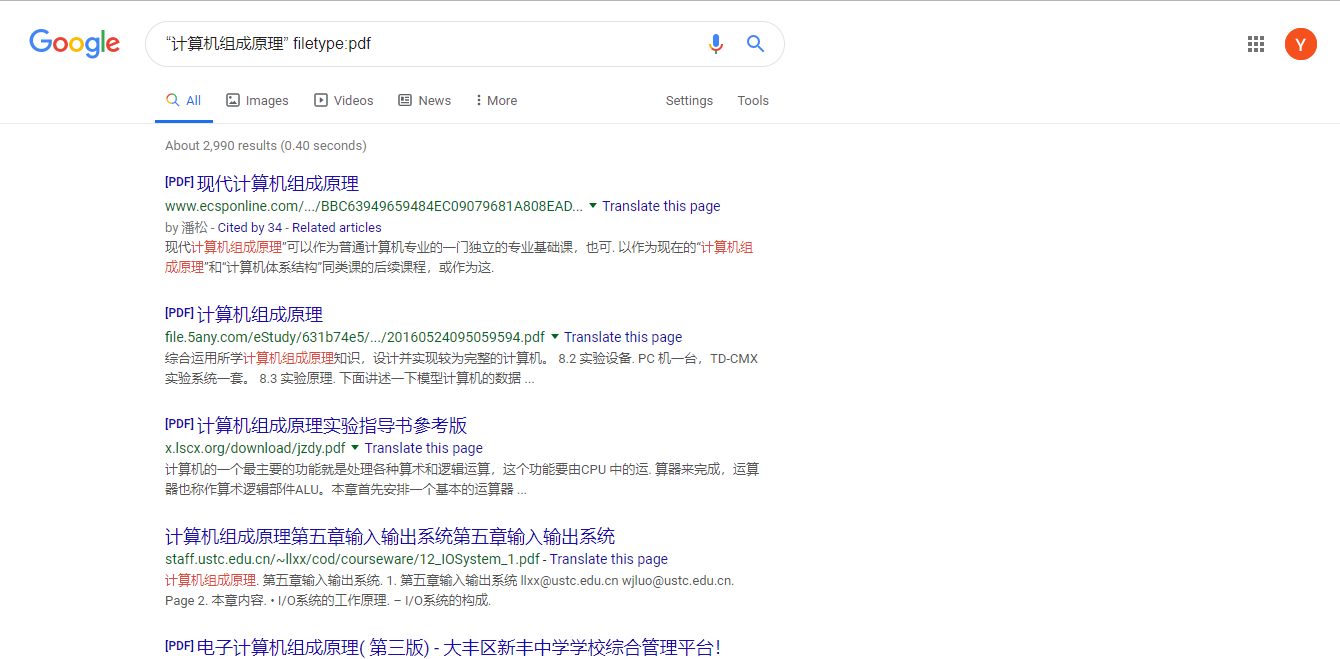 Google
“计算机组成原理” filetype:pdf
Y
All Images Videos News More Settings Tools
About 2,990 results (0.40 seconds)
[PDF] 现代计算机组成原理
www.ecsponline.com/.../BBC63949659484EC09079681A808EAD... Translate this page
by 潘松 - Cited by 34 - Related articles
现代计算机组成原理”可以作为普通计算机专业的一门独立的专业基础课，也可. 以作为现在的“计算机组
成原理”和“计算机体系结构”同类课的后续课程，或作为这.
[PDF] 计算机组成原理
file.5any.com/eStudy/631b74e5/.../20160524095059594.pdf Translate this page
综合运用所学计算机组成原理知识，设计并实现较为完整的计算机。 8.2 实验设备. PC 机一台，TD-CMX
实验系统一套。 8.3 实验原理. 下面讲述一下模型计算机的数据 ...
[PDF] 计算机组成原理实验指导书參考版
x.lscx.org/download/jzdy.pdf Translate this page
计算机的一个最主要的功能就是处理各种算术和逻辑运算，这个功能要由CPU 中的运. 算器来完成，运算
器也称作算术逻辑部件ALU。本章首先安排一个基本的运算器 ...
计算机组成原理第五章输入输出系统第五章输入输出系统
staff.ustc.edu.cn/~llxx/cod/courseware/12_IOSystem_1.pdf - Translate this page
计算机组成原理. 第五章输入输出系统. 1. 第五章输入输出系统 llxx@ustc.edu.cn wjluo@ustc.edu.cn.
Page 2. 本章内容. • I/O系统的工作原理. – I/O系统的构成.
[PDF] 电子计算机组成原理( 第三版) - 大丰区新丰中学学校综合管理平台！